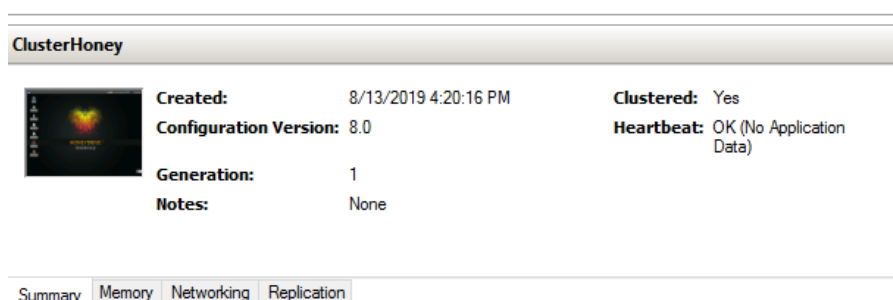 ClusterHoney
Created: 8/13/2019 4:20:16 PM Clustered: Yes
Configuration Version: 8.0 Heartbeat: OK (No Application
Data)
Generation: 1
Notes: None
Summary Memory Networking Replication